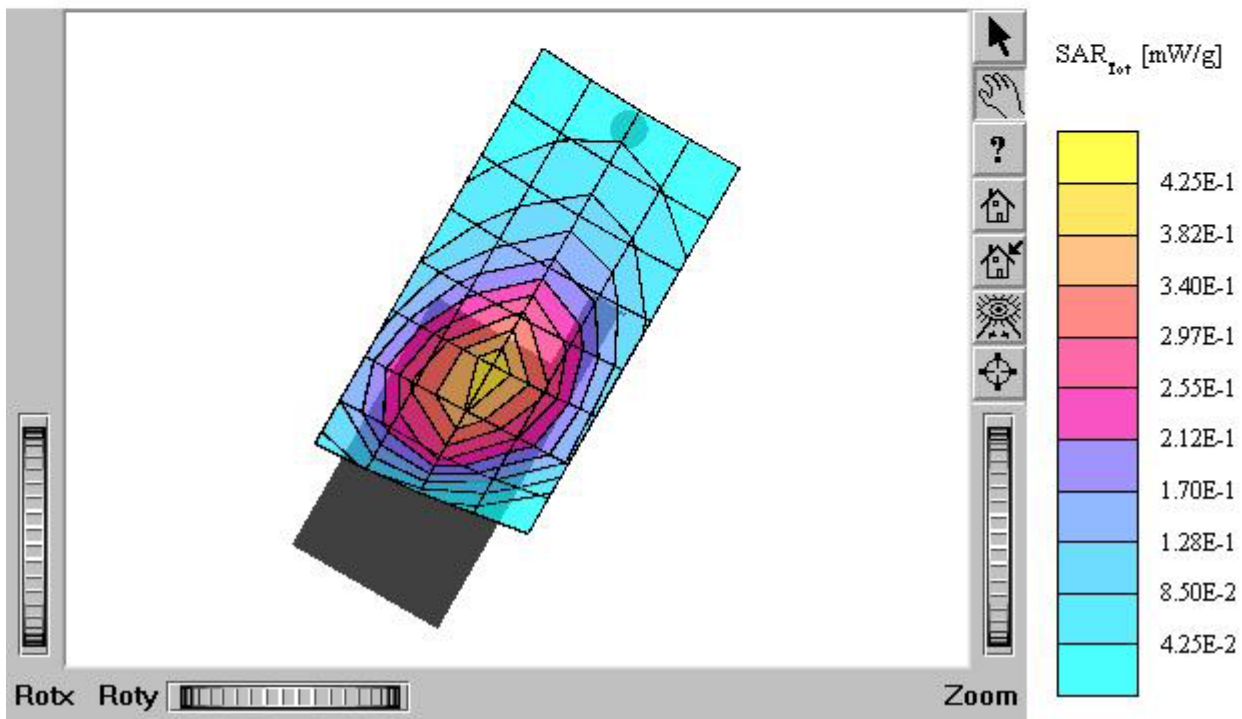 SAR_Tot [mW/g]
?
4.25E-1
3.82E-1
3.40E-1
2.97E-1
2.55E-1
2.12E-1
1.70E-1
1.28E-1
8.50E-2
4.25E-2
Rotx Roty Zoom